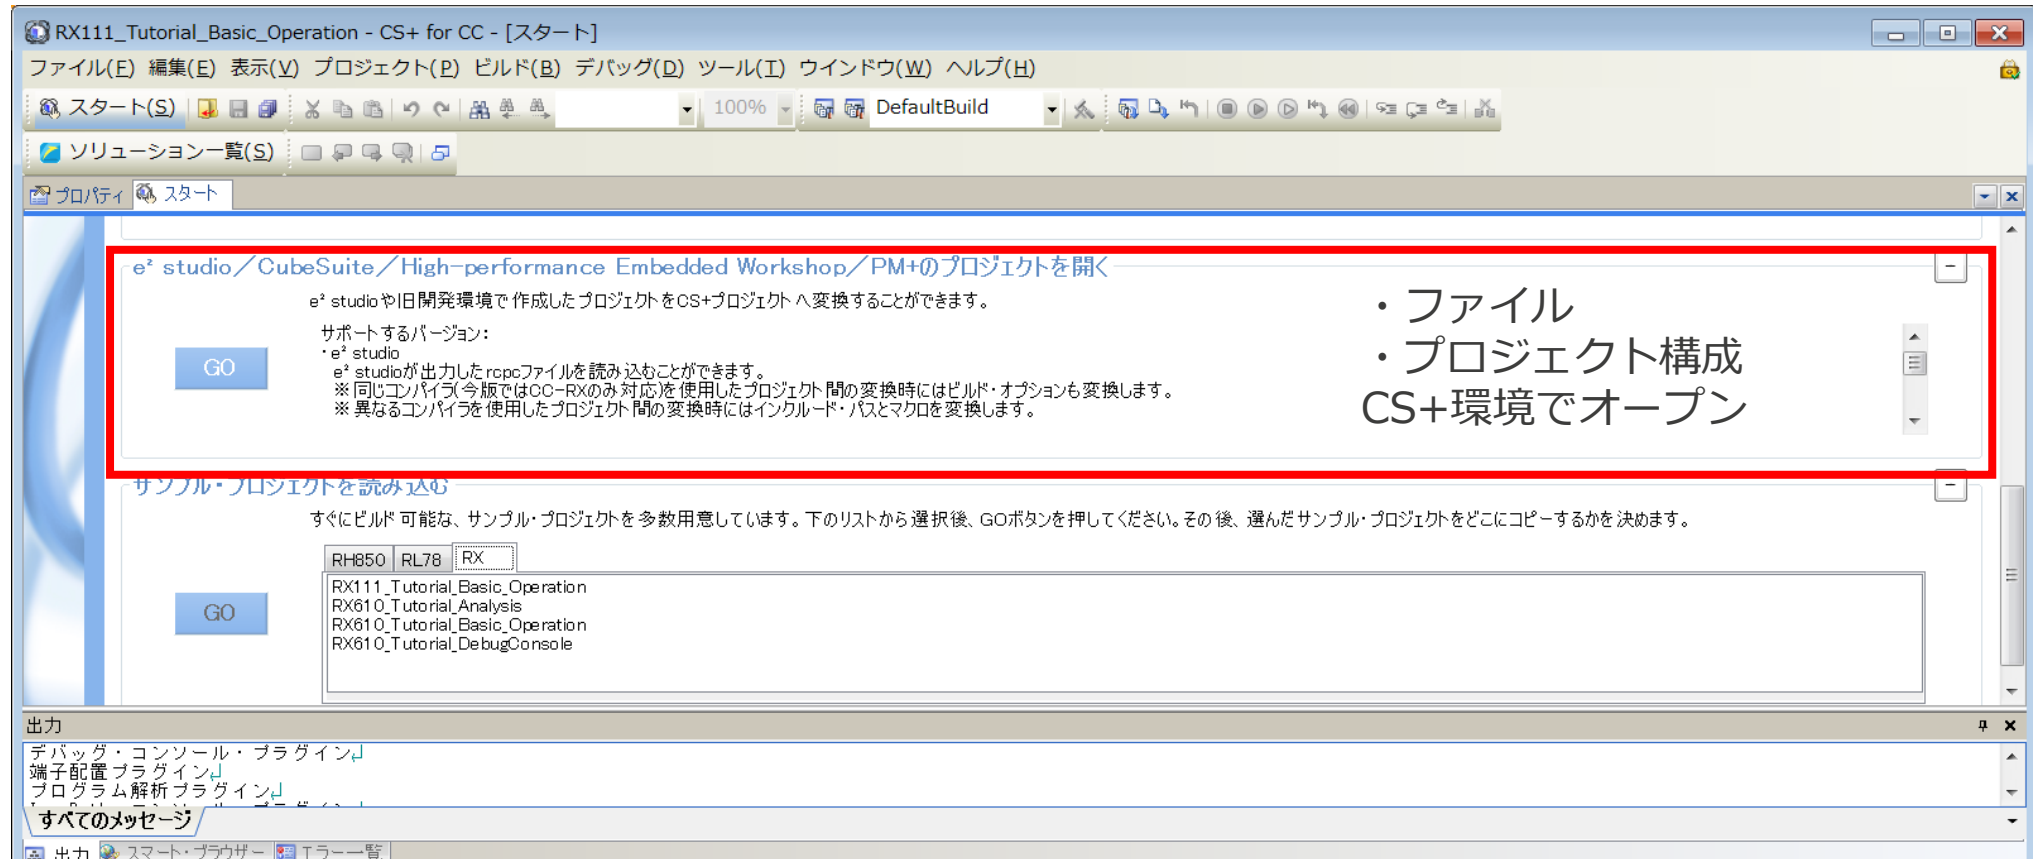 RX111_Tutorial_Basic_Operation - CS+ for CC - [スタート]
ファイル(F) 編集(E) 表示(V) プロジェクト(P) ビルド(B) デバッグ(D) ツール(T) ウインドウ(W) ヘルプ(H)
スタート(S) 100% DefaultBuild
ソリューション一覧(S)
プロパティ スタート
e² studio／CubeSuite／High-performance Embedded Workshop／PM+のプロジェクトを開く
e² studioや旧開発環境で作成したプロジェクトをCS+プロジェクトへ変換することができます。
サポートするバージョン：
・e² studio
e² studioが出力したrcpcファイルを読み込むことができます。
※ 同じコンパイラ(今版ではCC-RXのみ対応)を使用したプロジェクト間の変換時にはビルド・オプションも変換します。
※ 異なるコンパイラを使用したプロジェクト間の変換時にはインクルード・パスとマクロを変換します。
GO
・ファイル
・プロジェクト構成
CS+環境でオープン
サンプル・プロジェクトを読み込む
すぐにビルド可能な、サンプル・プロジェクトを多数用意しています。下のリストから選択後、GOボタンを押してください。その後、選んだサンプル・プロジェクトをどこにコピーするかを決めます。
RH850 RL78 RX
RX111_Tutorial_Basic_Operation
RX610_Tutorial_Analysis
RX610_Tutorial_Basic_Operation
RX610_Tutorial_DebugConsole
GO
出力
デバッグ・コンソール・プラグイン
端子配置プラグイン
プログラム解析プラグイン
すべてのメッセージ
出力 スマート・ブラウザー エラー一覧